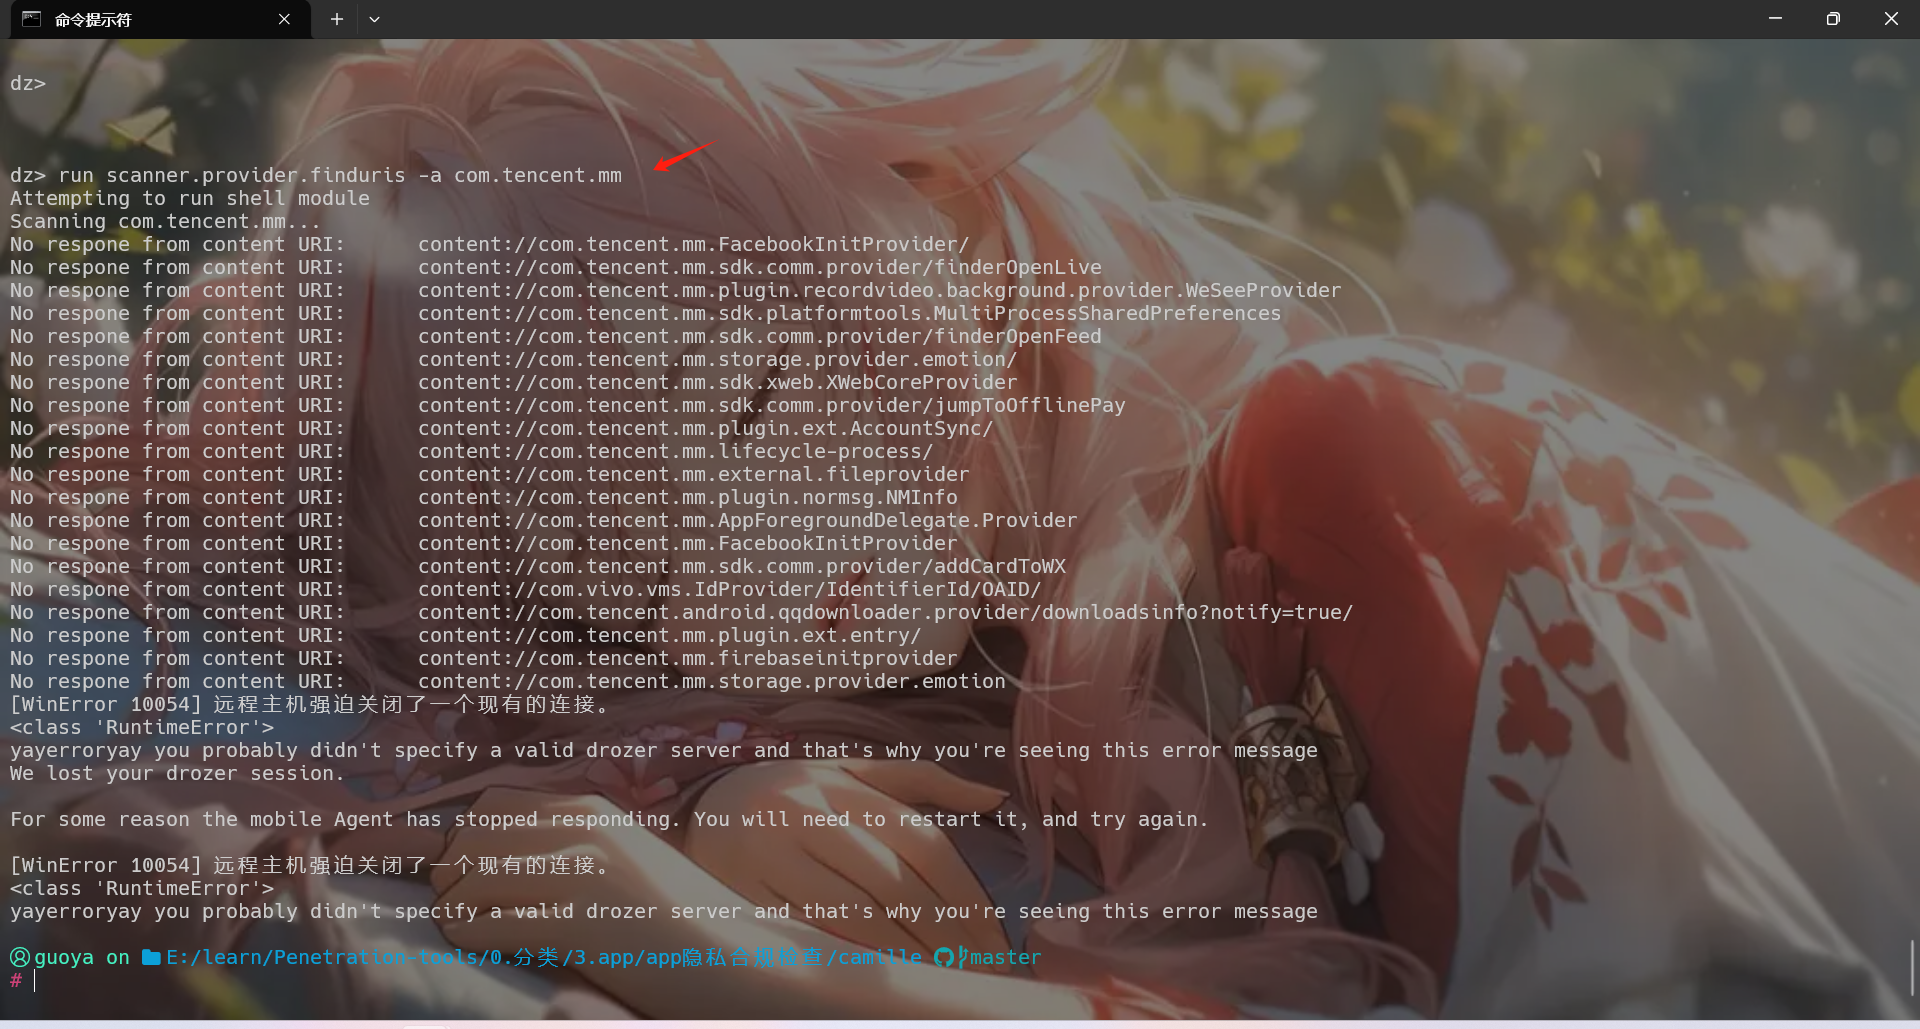 命令提示符
dz>
dz> run scanner.provider.finduris -a com.tencent.mm
Attempting to run shell module
Scanning com.tencent.mm...
No respone from content URI:      content://com.tencent.mm.FacebookInitProvider/
No respone from content URI:      content://com.tencent.mm.sdk.comm.provider/finderOpenLive
No respone from content URI:      content://com.tencent.mm.plugin.recordvideo.background.provider.WeSeeProvider
No respone from content URI:      content://com.tencent.mm.sdk.platformtools.MultiProcessSharedPreferences
No respone from content URI:      content://com.tencent.mm.sdk.comm.provider/finderOpenFeed
No respone from content URI:      content://com.tencent.mm.storage.provider.emotion/
No respone from content URI:      content://com.tencent.mm.sdk.xweb.XWebCoreProvider
No respone from content URI:      content://com.tencent.mm.sdk.comm.provider/jumpToOfflinePay
No respone from content URI:      content://com.tencent.mm.plugin.ext.AccountSync/
No respone from content URI:      content://com.tencent.mm.lifecycle-process/
No respone from content URI:      content://com.tencent.mm.external.fileprovider
No respone from content URI:      content://com.tencent.mm.plugin.normsg.NMInfo
No respone from content URI:      content://com.tencent.mm.AppForegroundDelegate.Provider
No respone from content URI:      content://com.tencent.mm.FacebookInitProvider
No respone from content URI:      content://com.tencent.mm.sdk.comm.provider/addCardToWX
No respone from content URI:      content://com.vivo.vms.IdProvider/IdentifierId/OAID/
No respone from content URI:      content://com.tencent.android.qqdownloader.provider/downloadsinfo?notify=true/
No respone from content URI:      content://com.tencent.mm.plugin.ext.entry/
No respone from content URI:      content://com.tencent.mm.firebaseinitprovider
No respone from content URI:      content://com.tencent.mm.storage.provider.emotion
[WinError 10054] 远程主机强迫关闭了一个现有的连接。
<class 'RuntimeError'>
yayerroryay you probably didn't specify a valid drozer server and that's why you're seeing this error message
We lost your drozer session.
For some reason the mobile Agent has stopped responding. You will need to restart it, and try again.
[WinError 10054] 远程主机强迫关闭了一个现有的连接。
<class 'RuntimeError'>
yayerroryay you probably didn't specify a valid drozer server and that's why you're seeing this error message
guoya on E:/learn/Penetration-tools/0.分类/3.app/app隐私合规检查/camille master
#